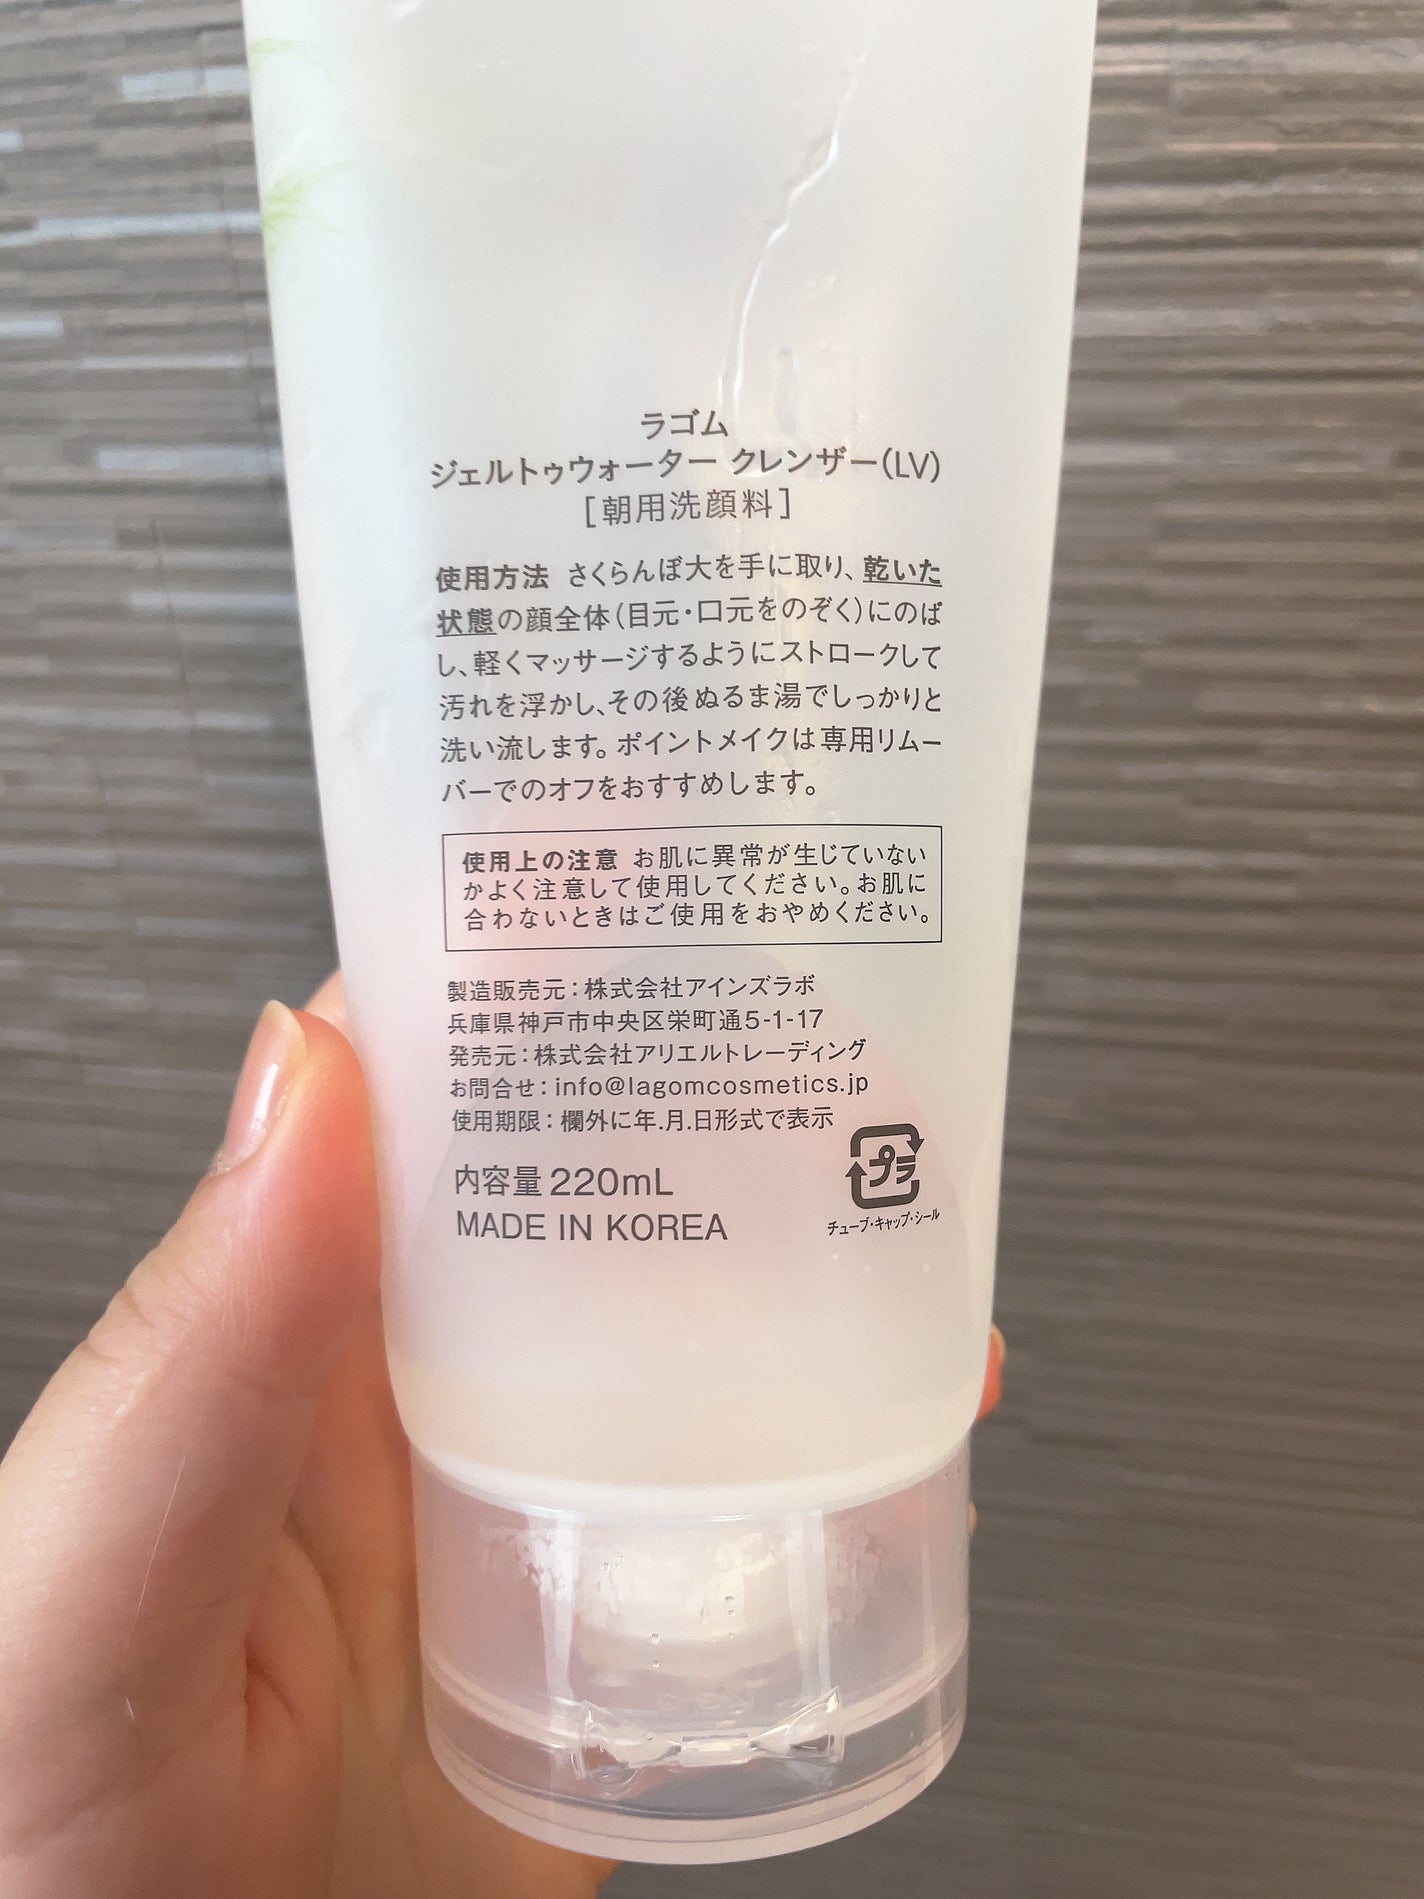 ラゴム
ジェルトゥウォーター クレンザー(LV)
[朝用洗顔料]
使用方法 さくらんぼ大を手に取り、乾いた
状態の顔全体(目元・口元をのぞく)にのば
し、軽くマッサージするようにストロークして
汚れを浮かし、その後ぬるま湯でしっかりと
洗い流します。ポイントメイクは専用リムー
バーでのオフをおすすめします。
使用上の注意 お肌に異常が生じていない
かよく注意して使用してください。お肌に
合わないときはご使用をおやめください。
製造販売元：株式会社アインズラボ
兵庫県神戸市中央区栄町通5-1-17
発売元：株式会社アリエルトレーディング
お問合せ：info@lagomcosmetics.jp
使用期限：欄外に年.月.日形式で表示
内容量 220mL
MADE IN KOREA
プラ
チューブ・キャップ・シール